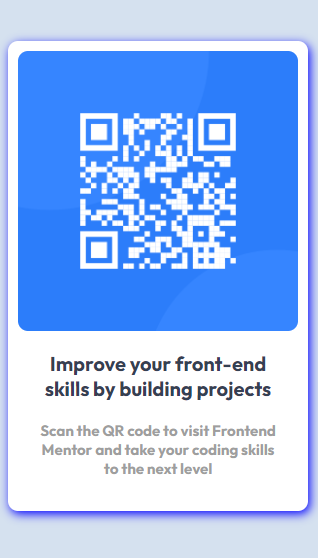 Improve your front-end
skills by building projects
Scan the QR code to visit Frontend
Mentor and take your coding skills
to the next level